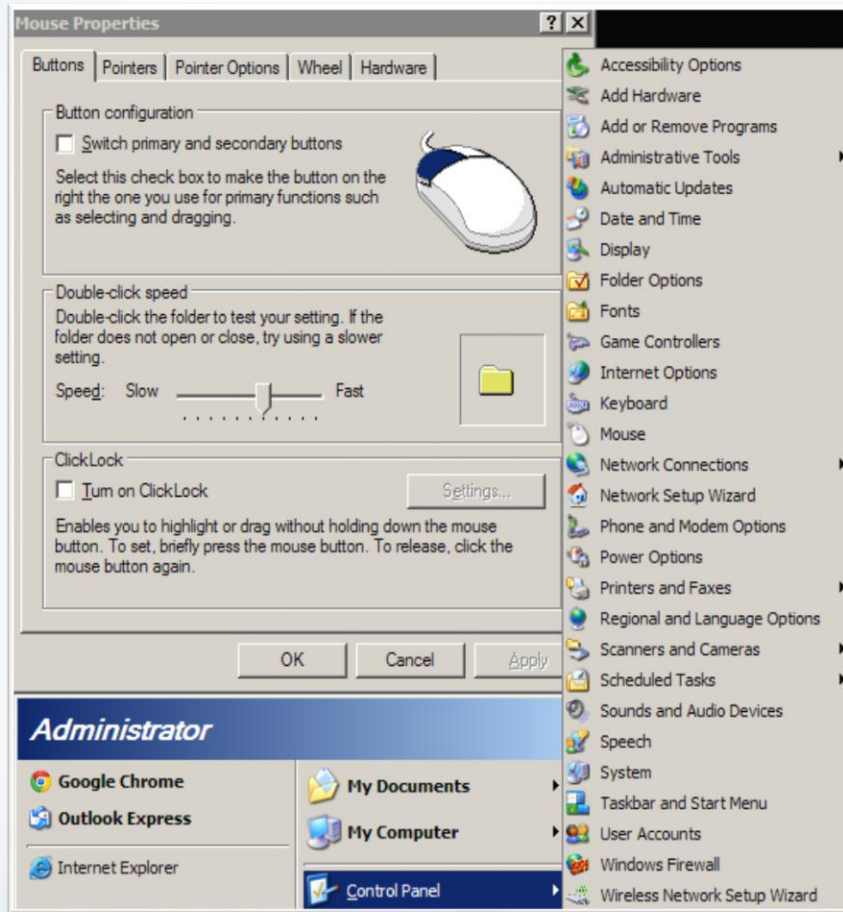 Mouse Properties
Buttons
Pointers
Pointer Options
Wheel
Hardware
Button configuration
Switch primary and secondary buttons
Select this check box to make the button on the
right the one you use for primary functions such
as selecting and dragging.
Double-click speed
Double-click the folder to test your setting. If the
folder does not open or close, try using a slower
setting.
Speed: Slow Fast
ClickLock
Turn on ClickLock
Settings...
Enables you to highlight or drag without holding down the mouse
button. To set, briefly press the mouse button. To release, click the
mouse button again.
OK
Cancel
Apply
Administrator
Google Chrome
Outlook Express
Internet Explorer
My Documents
My Computer
Control Panel
Accessibility Options
Add Hardware
Add or Remove Programs
Administrative Tools
Automatic Updates
Date and Time
Display
Folder Options
Fonts
Game Controllers
Internet Options
Keyboard
Mouse
Network Connections
Network Setup Wizard
Phone and Modem Options
Power Options
Printers and Faxes
Regional and Language Options
Scanners and Cameras
Scheduled Tasks
Sounds and Audio Devices
Speech
System
Taskbar and Start Menu
User Accounts
Windows Firewall
Wireless Network Setup Wizard